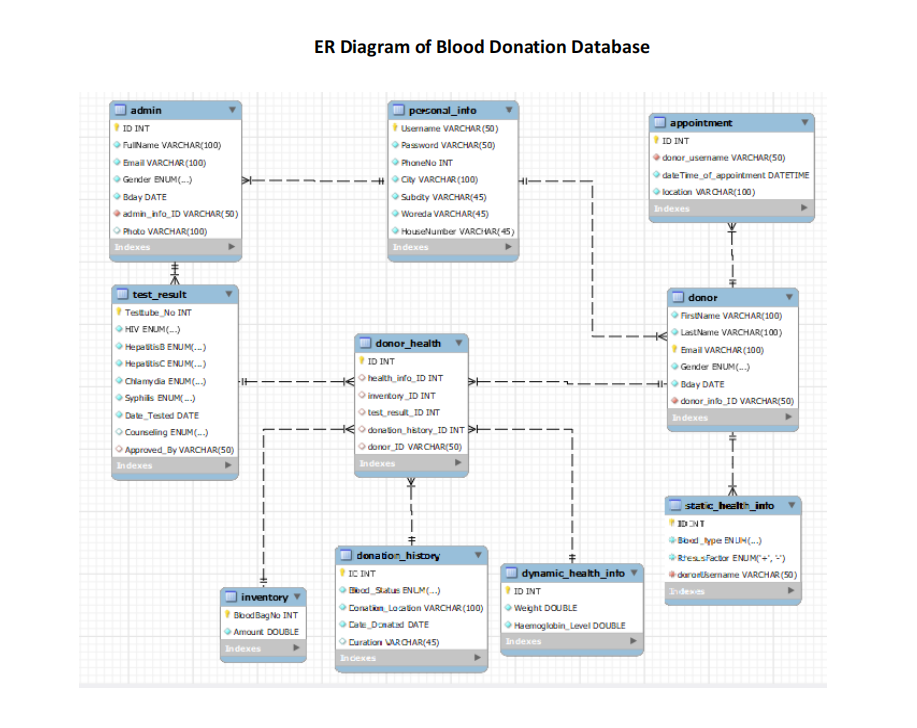 ER Diagram of Blood Donation Database
admin
ID INT
FullName VARCHAR(100)
Email VARCHAR(100)
Gender ENUM(...)
Bday DATE
admin_info_ID VARCHAR(50)
Photo VARCHAR(100)
Indexes
personal_info
Username VARCHAR(50)
Password VARCHAR(50)
PhoneNo INT
City VARCHAR(100)
Subcity VARCHAR(45)
Woreda VARCHAR(45)
HouseNumber VARCHAR(45)
Indexes
appointment
ID INT
donor_username VARCHAR(50)
dateTime_of_appointment DATETIME
location VARCHAR(100)
Indexes
test_result
Testtube_No INT
HIV ENUM(...)
HepatitisB ENUM(...)
HepatitisC ENUM(...)
Chlamydia ENUM(...)
Syphilis ENUM(...)
Date_Tested DATE
Counseling ENUM(...)
Approved_By VARCHAR(50)
Indexes
donor_health
ID INT
health_info_ID INT
inventory_ID INT
test_result_ID INT
donation_history_ID INT
donor_ID VARCHAR(50)
Indexes
donor
FirstName VARCHAR(100)
LastName VARCHAR(100)
Email VARCHAR(100)
Gender ENUM(...)
Bday DATE
donor_info_ID VARCHAR(50)
Indexes
static_health_info
ID INT
Blood_type ENUM(...)
RhesusFactor ENUM('+', '-')
donorUsername VARCHAR(50)
Indexes
inventory
BloodBagNo INT
Amount DOUBLE
Indexes
donation_history
ID INT
Blood_Status ENUM(...)
Donation_Location VARCHAR(100)
Date_Donated DATE
Duration VARCHAR(45)
Indexes
dynamic_health_info
ID INT
Weight DOUBLE
Haemoglobin_Level DOUBLE
Indexes